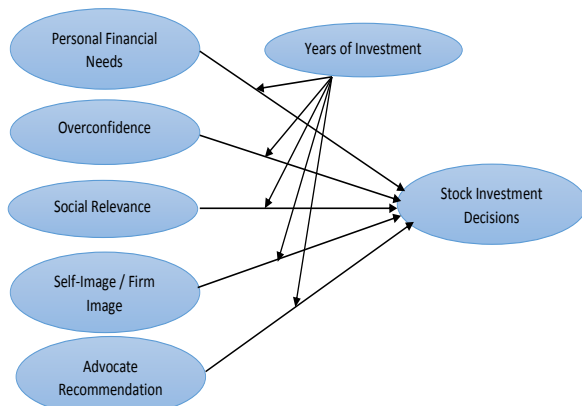 Personal Financial
Needs
Years of Investment
Overconfidence
Social Relevance
Stock Investment
Decisions
Self-Image / Firm
Image
Advocate
Recommendation